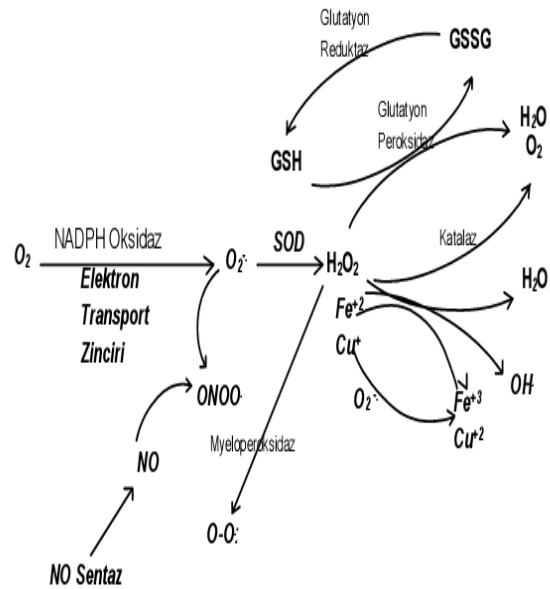 Glutatyon
Reduktaz
GSSG
Glutatyon
Peroksidaz
H₂O
O₂
GSH
NADPH Oksidaz
SOD
Katalaz
O₂
O₂⁻·
H₂O₂
H₂O
Elektron
Transport
Zinciri
Fe⁺²
Cu⁺
O₂⁻·
Fe⁺³
Cu⁺²
OH·
ONOO·
Myeloperoksidaz
NO
O-O:
NO Sentaz